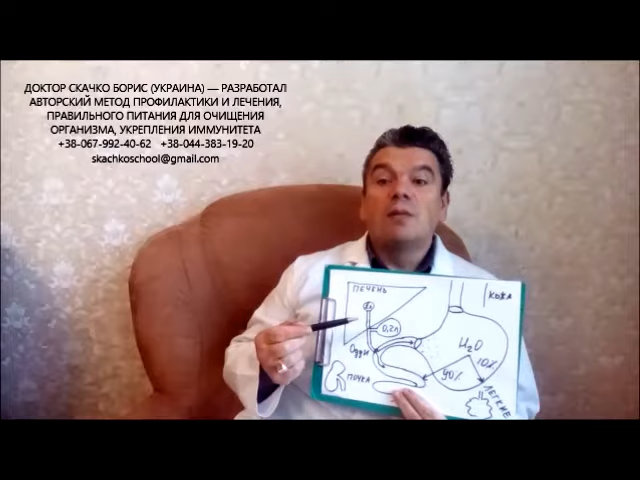 ДОКТОР СКАЧКО БОРИС (УКРАИНА) — РАЗРАБОТАЛ
АВТОРСКИЙ МЕТОД ПРОФИЛАКТИКИ И ЛЕЧЕНИЯ,
ПРАВИЛЬНОГО ПИТАНИЯ ДЛЯ ОЧИЩЕНИЯ
ОРГАНИЗМА, УКРЕПЛЕНИЯ ИММУНИТЕТА
+38-067-992-40-62 +38-044-383-19-20
skachkoschool@gmail.com
ПЕЧЕНЬ
КОЖА
0,2л
Одди
H₂O
10%
90%
ПОЧКА
ЛЕГКИЕ